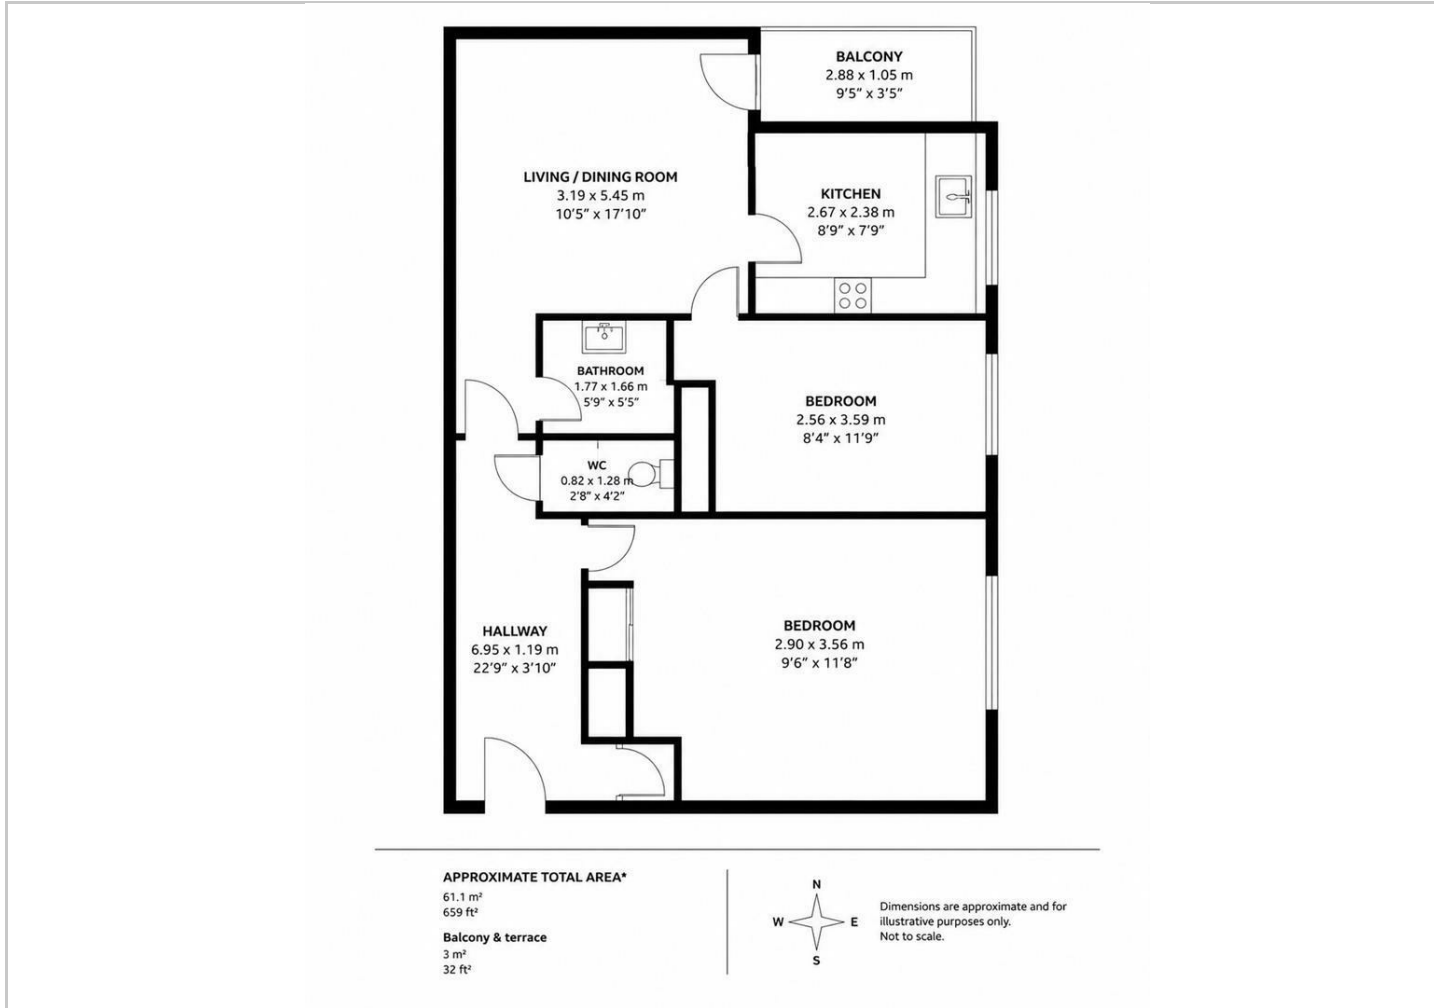 BALCONY
2.88 x 1.05 m
9’5” x 3’5”
LIVING / DINING ROOM
3.19 x 5.45 m
10’5” x 17’10”
KITCHEN
2.67 x 2.38 m
8’9” x 7’9”
BATHROOM
1.77 x 1.66 m
5’9” x 5’5”
BEDROOM
2.56 x 3.59 m
8’4” x 11’9”
WC
0.82 x 1.28 m
2’8” x 4’2”
HALLWAY
6.95 x 1.19 m
22’9” x 3’10”
BEDROOM
2.90 x 3.56 m
9’6” x 11’8”
APPROXIMATE TOTAL AREA*
61.1 m²
659 ft²
Balcony & terrace
3 m²
32 ft²
N
W E
S
Dimensions are approximate and for
illustrative purposes only.
Not to scale.